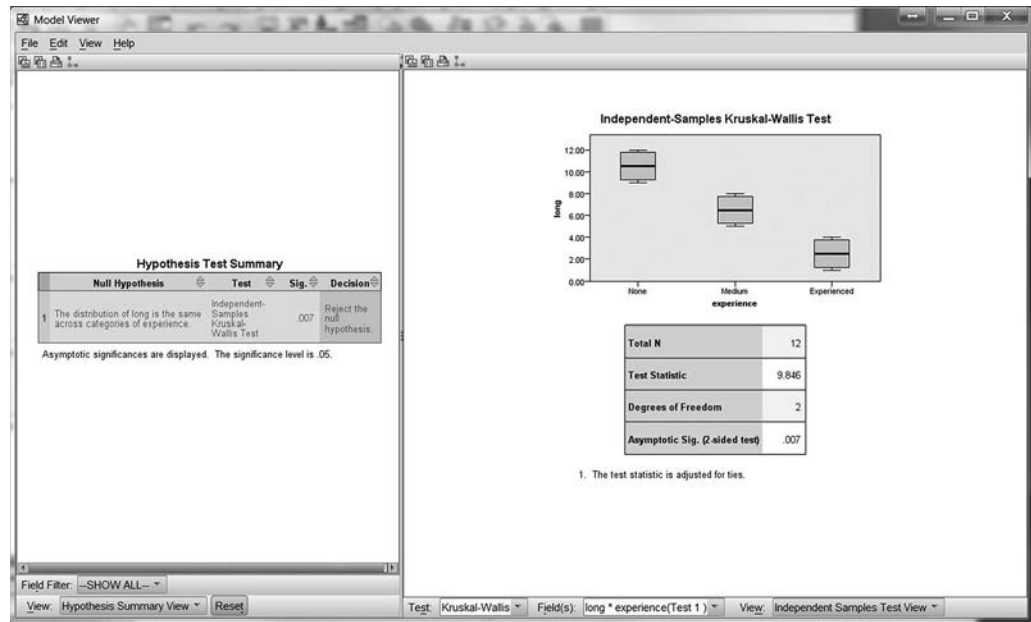 Model Viewer
File Edit View Help
Hypothesis Test Summary
Null Hypothesis Test Sig. Decision
1 The distribution of long is the same across categories of experience. Independent-Samples Kruskal-Wallis Test .007 Reject the null hypothesis.
Asymptotic significances are displayed. The significance level is .05.
Field Filter: --SHOW ALL--
View: Hypothesis Summary View Reset
Independent-Samples Kruskal-Wallis Test
12.00
10.00
8.00
6.00
4.00
2.00
0.00
long
None Medium Experienced
experience
Total N 12
Test Statistic 9.846
Degrees of Freedom 2
Asymptotic Sig. (2-sided test) .007
1. The test statistic is adjusted for ties.
Test: Kruskal-Wallis Field(s): long * experience(Test 1 ) View: Independent Samples Test View